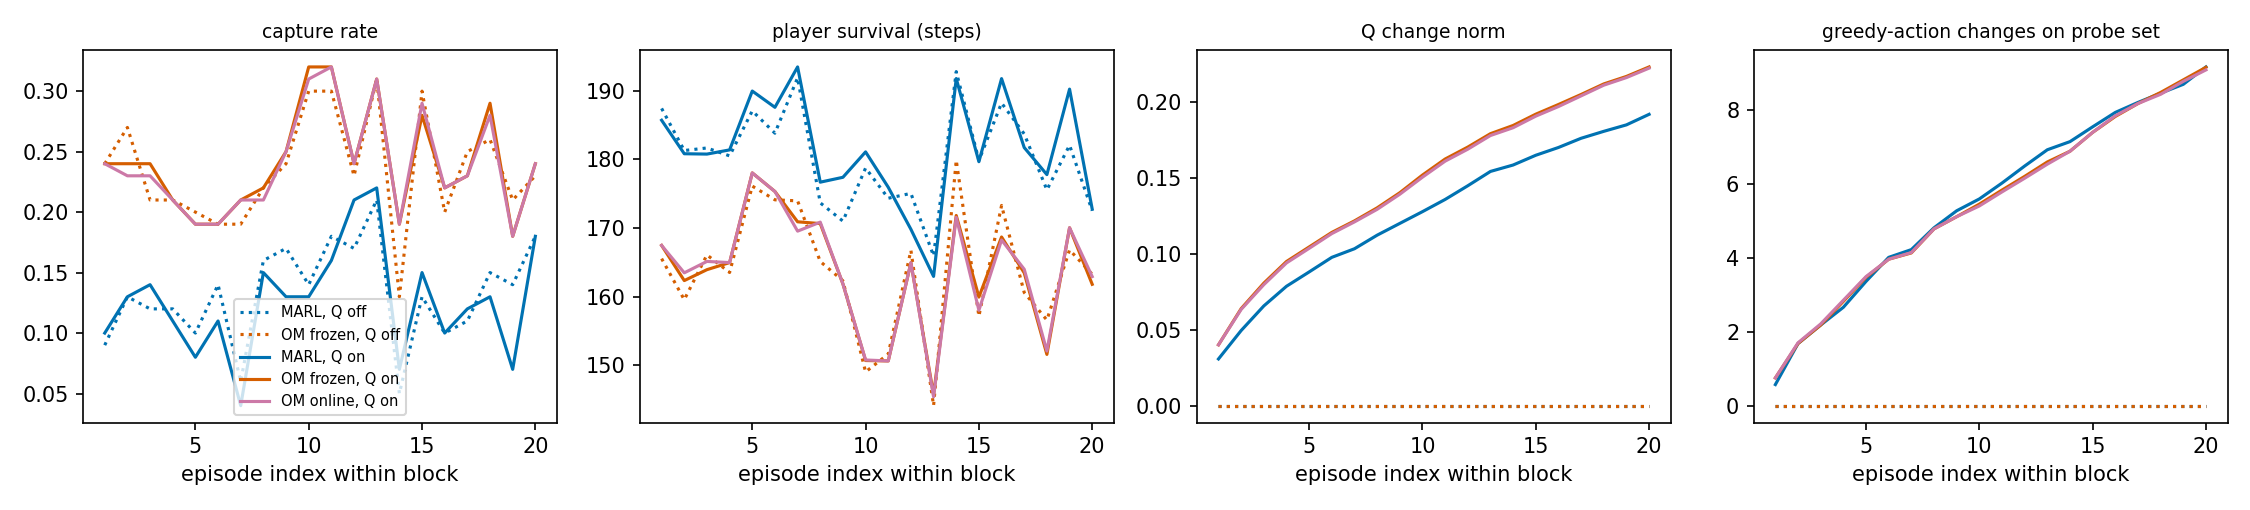 capture rate
0.30
0.25
0.20
0.15
0.10
0.05
5 10 15 20
episode index within block
MARL, Q off
OM frozen, Q off
MARL, Q on
OM frozen, Q on
OM online, Q on
player survival (steps)
190
180
170
160
150
5 10 15 20
episode index within block
Q change norm
0.20
0.15
0.10
0.05
0.00
5 10 15 20
episode index within block
greedy-action changes on probe set
8
6
4
2
0
5 10 15 20
episode index within block